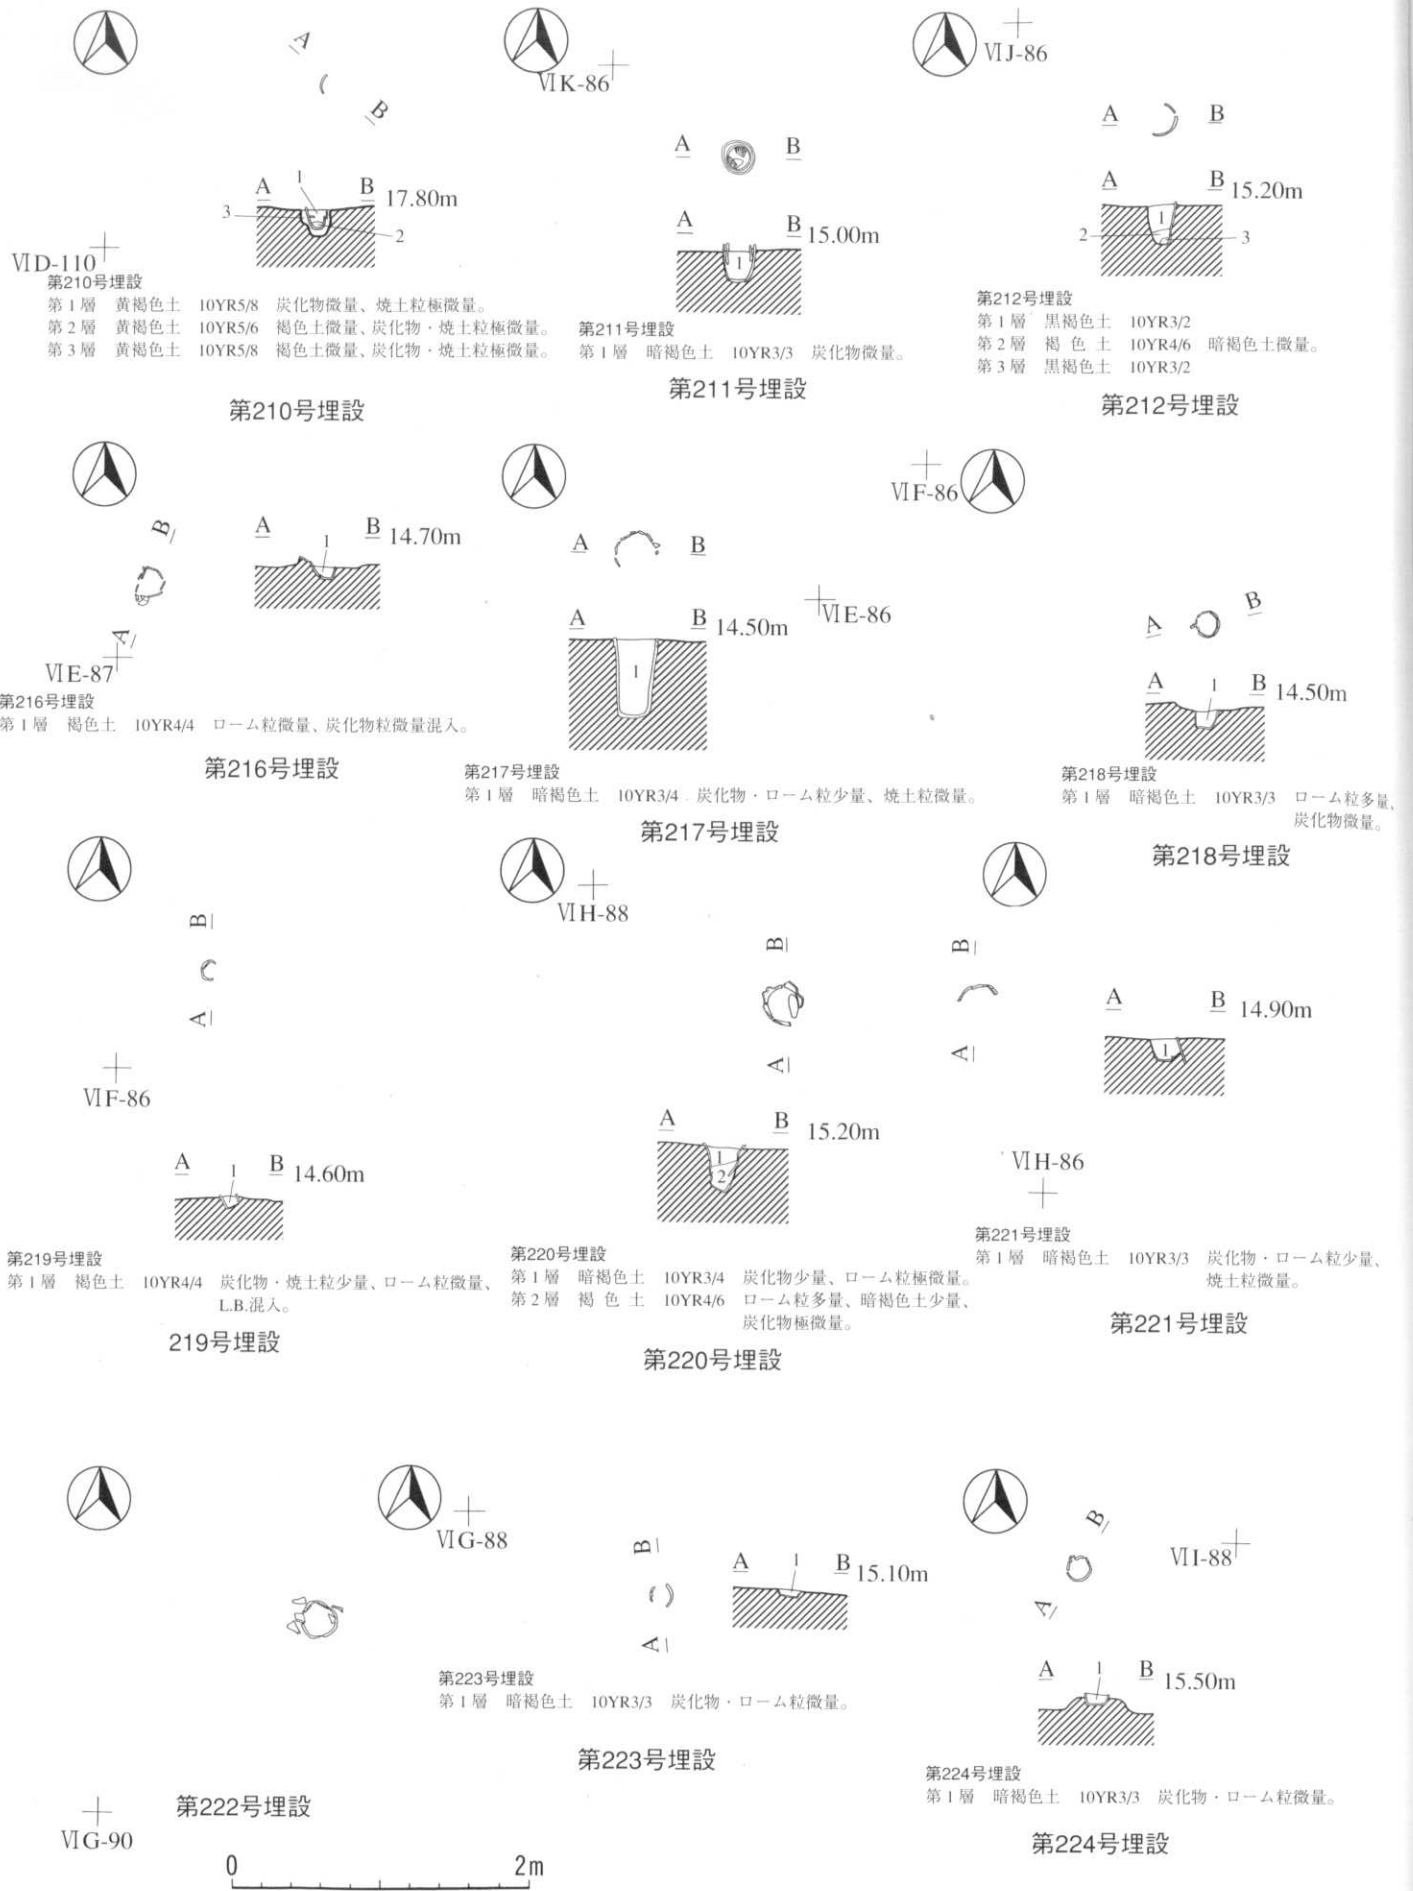 A
B
A
1
B
17.80m
3
2
ⅥD-110
第210号埋設
第1層 黄褐色土 10YR5/8 炭化物微量、焼土粒極微量。
第2層 黄褐色土 10YR5/6 褐色土微量、炭化物・焼土粒極微量。
第3層 黄褐色土 10YR5/8 褐色土微量、炭化物・焼土粒極微量。
第210号埋設
ⅥK-86
A B
A B 15.00m
1
第211号埋設
第1層 暗褐色土 10YR3/3 炭化物微量。
第211号埋設
ⅥJ-86
A B
A B 15.20m
1
2
3
第212号埋設
第1層 黒褐色土 10YR3/2
第2層 褐色土 10YR4/6 暗褐色土微量。
第3層 黒褐色土 10YR3/2
第212号埋設
B
A
A B 14.70m
1
ⅥE-87
第216号埋設
第1層 褐色土 10YR4/4 ローム粒微量、炭化物粒微量混入。
第216号埋設
A B
ⅥE-86
A B 14.50m
1
第217号埋設
第1層 暗褐色土 10YR3/4 炭化物・ローム粒少量、焼土粒微量。
第217号埋設
ⅥF-86
A B
A 1 B 14.50m
第218号埋設
第1層 暗褐色土 10YR3/3 ローム粒多量、
炭化物微量。
第218号埋設
B
A
ⅥF-86
A 1 B 14.60m
第219号埋設
第1層 褐色土 10YR4/4 炭化物・焼土粒少量、ローム粒微量、
L.B.混入。
219号埋設
ⅥH-88
B
A
A B 15.20m
1
2
第220号埋設
第1層 暗褐色土 10YR3/4 炭化物少量、ローム粒極微量。
第2層 褐色土 10YR4/6 ローム粒多量、暗褐色土少量、
炭化物極微量。
第220号埋設
B
A
A B 14.90m
1
ⅥH-86
第221号埋設
第1層 暗褐色土 10YR3/3 炭化物・ローム粒少量、
焼土粒微量。
第221号埋設
第222号埋設
ⅥG-90
ⅥG-88
B
A
A 1 B 15.10m
第223号埋設
第1層 暗褐色土 10YR3/3 炭化物・ローム粒微量。
第223号埋設
B
A
ⅥI-88
A 1 B 15.50m
第224号埋設
第1層 暗褐色土 10YR3/3 炭化物・ローム粒微量。
第224号埋設
0 2m